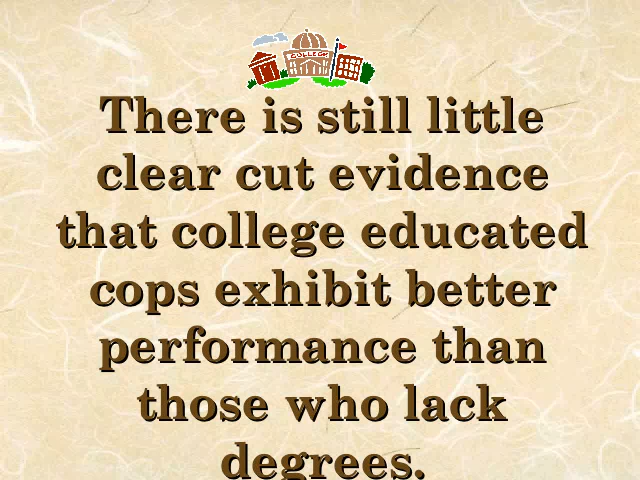 COLLEGE
There is still little
clear cut evidence
that college educated
cops exhibit better
performance than
those who lack
degrees.